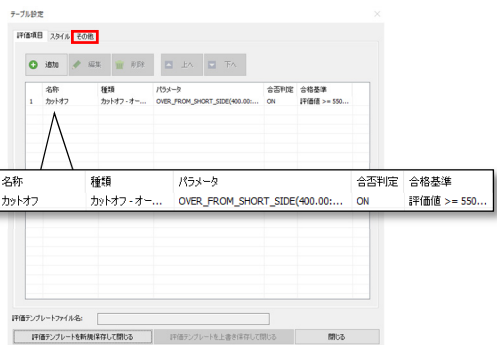 テーブル設定
評価項目 スタイル その他
追加 編集 削除 上へ 下へ
名称 種類 パラメータ 合否判定 合格基準
1 カットオフ カットオフ - オー... OVER_FROM_SHORT_SIDE(400.00:... ON 評価値 >= 550...
名称 種類 パラメータ 合否判定 合格基準
カットオフ カットオフ - オー... OVER_FROM_SHORT_SIDE(400.00:... ON 評価値 >= 550...
評価テンプレートファイル名:
評価テンプレートを新規保存して閉じる 評価テンプレートを上書き保存して閉じる 閉じる